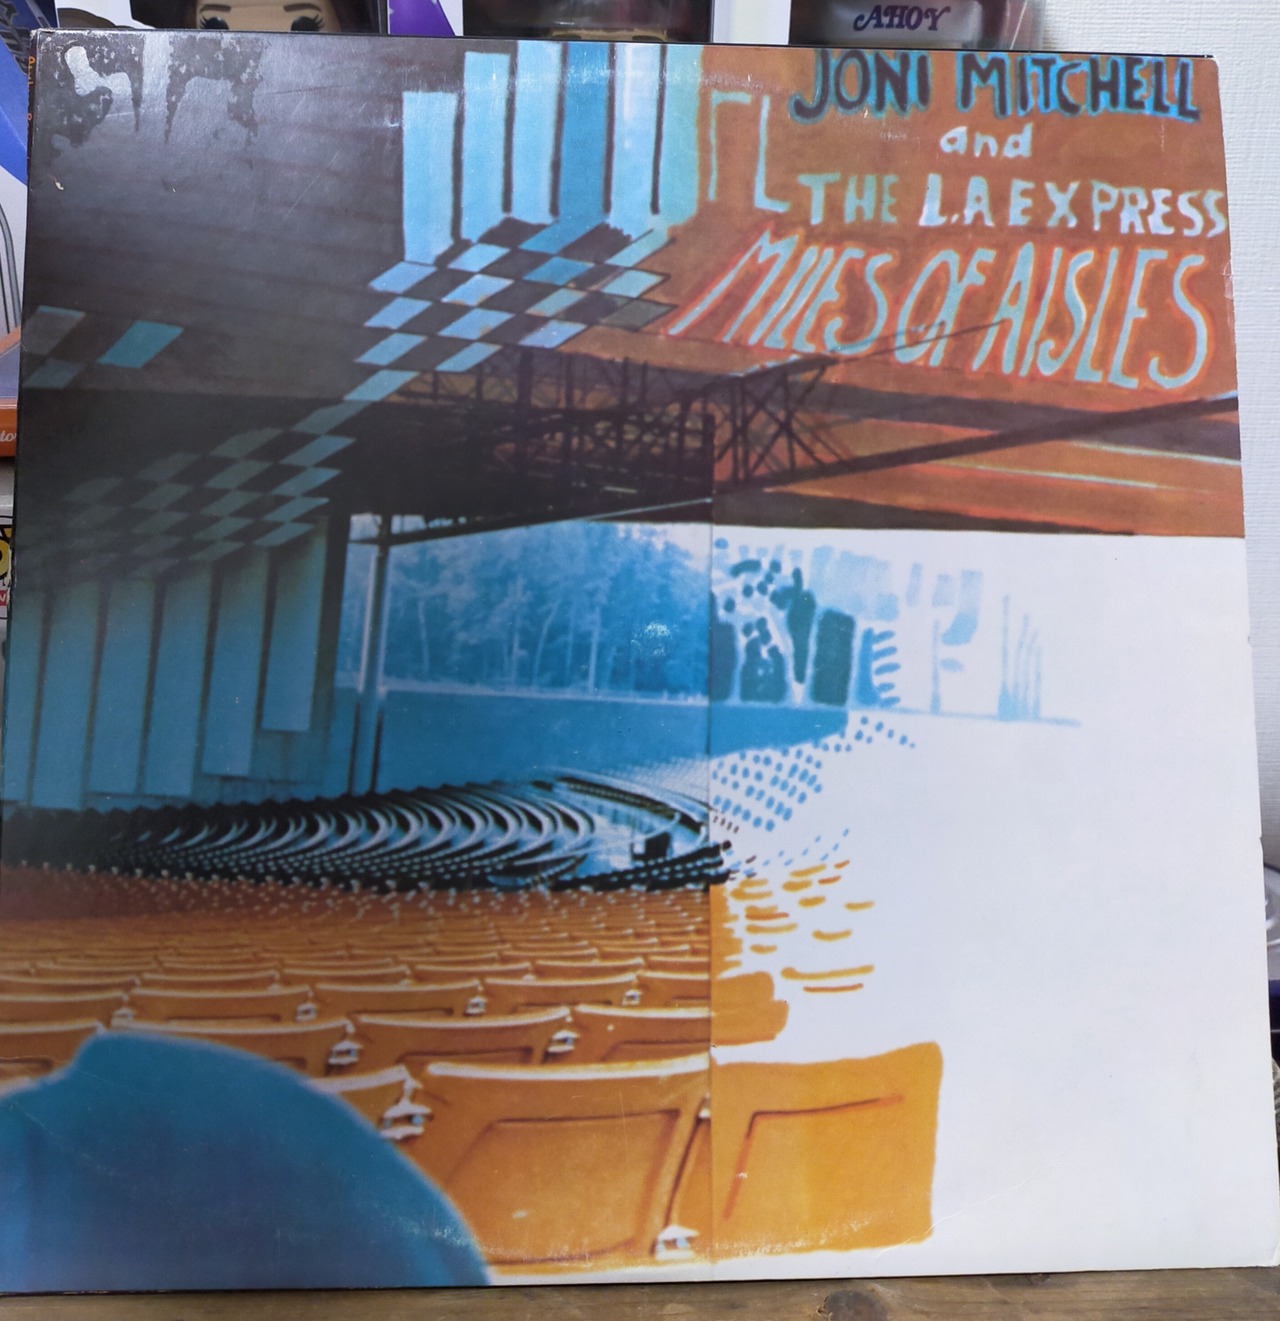 AHOY
JONI MITCHELL
and
THE L.A EXPRESS
MILES OF AISLES